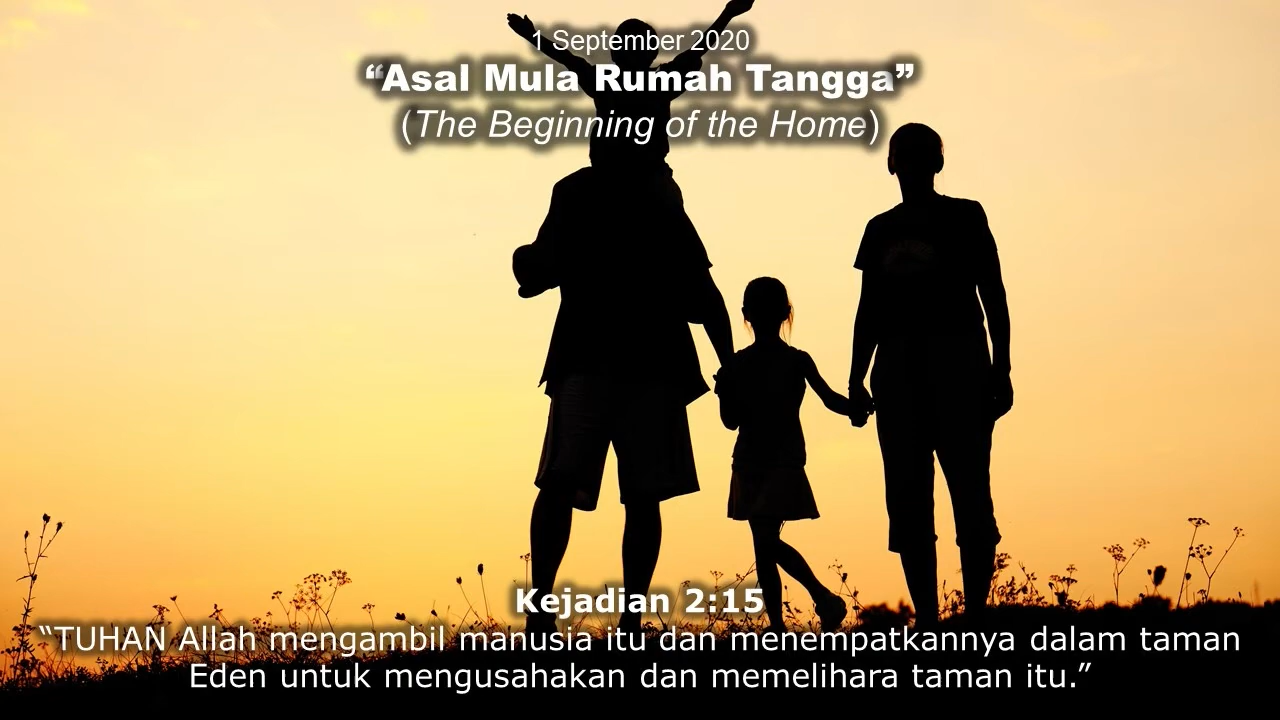 1 September 2020
“Asal Mula Rumah Tangga”
(The Beginning of the Home)
Kejadian 2:15
“TUHAN Allah mengambil manusia itu dan menempatkannya dalam taman
Eden untuk mengusahakan dan memelihara taman itu.”